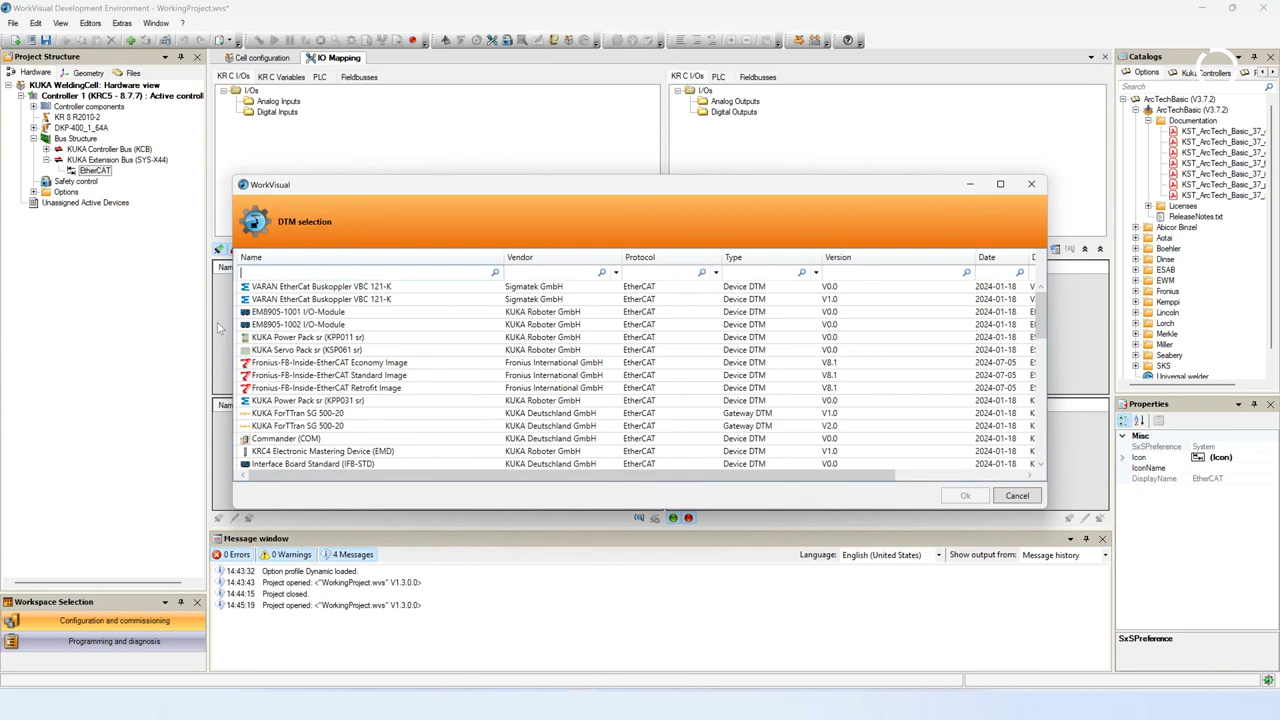 WorkVisual Development Environment - WorkingProject.wvs*
File Edit View Editors Extras Window ?
Project Structure
Hardware Geometry Files
KUKA WeldingCell: Hardware view
Controller 1 (KRC5 - 8.7.7) : Active controll
Controller components
KR 8 R2010-2
DKP-400_1_64A
Bus Structure
KUKA Controller Bus (KCB)
KUKA Extension Bus (SYS-X44)
EtherCAT
Safety control
Options
Unassigned Active Devices
Cell configuration IO Mapping
KR C I/Os KR C Variables PLC Fieldbusses
I/Os
Analog Inputs
Digital Inputs
KR C I/Os PLC Fieldbusses
I/Os
Analog Outputs
Digital Outputs
Nam
Nam
WorkVisual
DTM selection
Name Vendor Protocol Type Version Date D
VARAN EtherCat Buskoppler VBC 121-K Sigmatek GmbH EtherCAT Device DTM V0.0 2024-01-18 V
VARAN EtherCat Buskoppler VBC 121-K Sigmatek GmbH EtherCAT Device DTM V1.0 2024-01-18 V
EM8905-1001 I/O-Module KUKA Roboter GmbH EtherCAT Device DTM V0.0 2024-01-18 E
EM8905-1002 I/O-Module KUKA Roboter GmbH EtherCAT Device DTM V0.0 2024-01-18 E
KUKA Power Pack sr (KPP011 sr) KUKA Roboter GmbH EtherCAT Device DTM V0.0 2024-01-18 K
KUKA Servo Pack sr (KSP061 sr) KUKA Roboter GmbH EtherCAT Device DTM V0.0 2024-01-18 K
Fronius-FB-Inside-EtherCAT Economy Image Fronius International GmbH EtherCAT Device DTM V8.1 2024-07-05 E
Fronius-FB-Inside-EtherCAT Standard Image Fronius International GmbH EtherCAT Device DTM V8.1 2024-07-05 E
Fronius-FB-Inside-EtherCAT Retrofit Image Fronius International GmbH EtherCAT Device DTM V8.1 2024-07-05 E
KUKA Power Pack sr (KPP031 sr) KUKA Roboter GmbH EtherCAT Device DTM V0.0 2024-01-18 K
KUKA ForTTran SG 500-20 KUKA Deutschland GmbH EtherCAT Gateway DTM V1.0 2024-01-18 K
KUKA ForTTran SG 500-20 KUKA Deutschland GmbH EtherCAT Gateway DTM V2.0 2024-01-18 K
Commander (COM) KUKA Deutschland GmbH EtherCAT Device DTM V0.0 2024-01-18 K
KRC4 Electronic Mastering Device (EMD) KUKA Roboter GmbH EtherCAT Device DTM V1.0 2024-01-18 K
Interface Board Standard (IFB-STD) KUKA Deutschland GmbH EtherCAT Device DTM V0.0 2024-01-18 K
Ok Cancel
Catalogs
Options Kuka Controllers F
Search
ArcTechBasic (V3.7.2)
ArcTechBasic (V3.7.2)
Documentation
KST_ArcTech_Basic_37_
KST_ArcTech_Basic_37_
KST_ArcTech_Basic_37_
KST_ArcTech_Basic_37_
KST_ArcTech_Basic_37_
KST_ArcTech_Basic_37_
KST_ArcTech_Basic_37_
Licenses
ReleaseNotes.txt
Abicor Binzel
Aotai
Boehler
Dinse
ESAB
EWM
Fronius
Kemppi
Lincoln
Lorch
Merkle
Miller
Seabery
SKS
Universal welder
Properties
Misc
SxSPreference System
Icon (Icon)
IconName
DisplayName EtherCAT
SxSPreference
Message window
0 Errors 0 Warnings 4 Messages Language: English (United States) Show output from: Message history
14:43:32 Option profile Dynamic loaded.
14:43:43 Project opened: <"WorkingProject.wvs" V1.3.0.0>
14:44:15 Project closed.
14:45:19 Project opened: <"WorkingProject.wvs" V1.3.0.0>
Workspace Selection
Configuration and commissioning
Programming and diagnosis